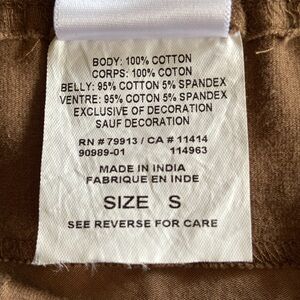 BODY: 100% COTTON
CORPS: 100% COTON
BELLY: 95% COTTON 5% SPANDEX
VENTRE: 95% COTON 5% SPANDEX
EXCLUSIVE OF DECORATION
SAUF DECORATION
RN # 79913 / CA # 11414
90989-01 114963
MADE IN INDIA
FABRIQUE EN INDE
SIZE S
SEE REVERSE FOR CARE